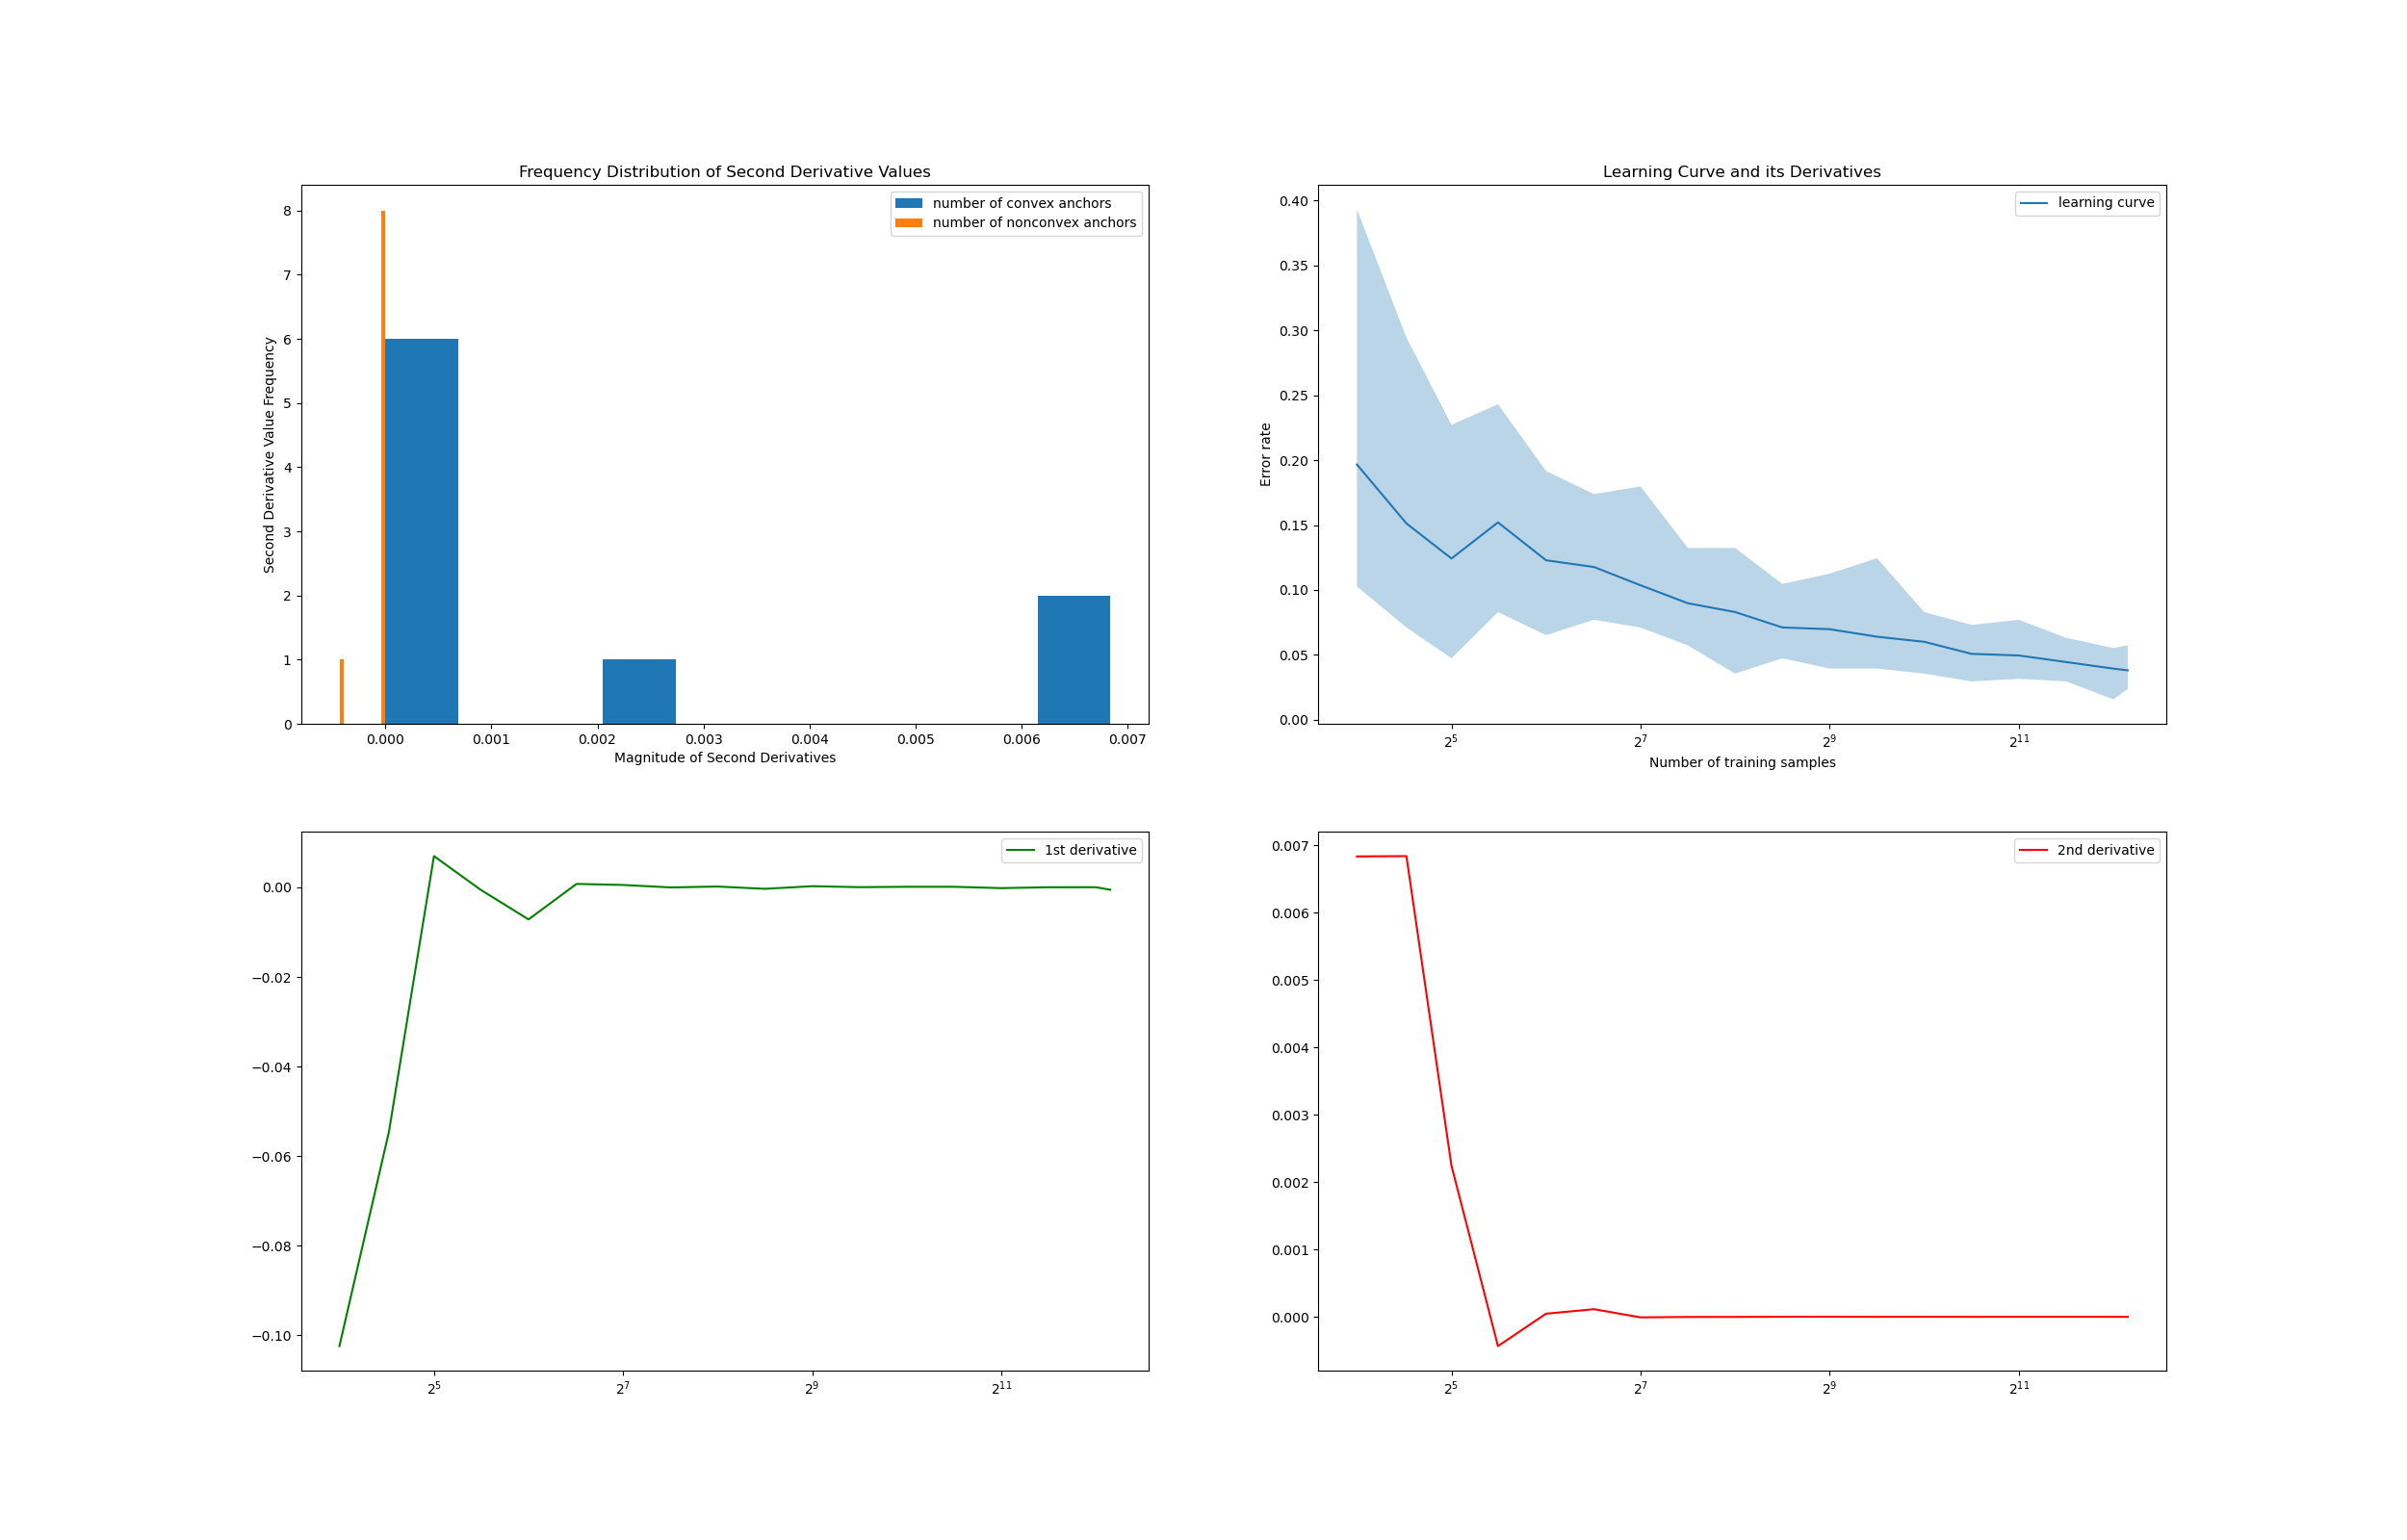 Frequency Distribution of Second Derivative Values
number of convex anchors
number of nonconvex anchors
Second Derivative Value Frequency
8
7
6
5
4
3
2
1
0
0.000 0.001 0.002 0.003 0.004 0.005 0.006 0.007
Magnitude of Second Derivatives
Learning Curve and its Derivatives
learning curve
Error rate
0.40
0.35
0.30
0.25
0.20
0.15
0.10
0.05
0.00
2^5 2^7 2^9 2^11
Number of training samples
1st derivative
0.00
−0.02
−0.04
−0.06
−0.08
−0.10
2^5 2^7 2^9 2^11
2nd derivative
0.007
0.006
0.005
0.004
0.003
0.002
0.001
0.000
2^5 2^7 2^9 2^11